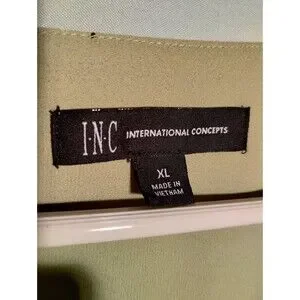 I·N·C INTERNATIONAL CONCEPTS
XL
MADE IN
VIETNAM